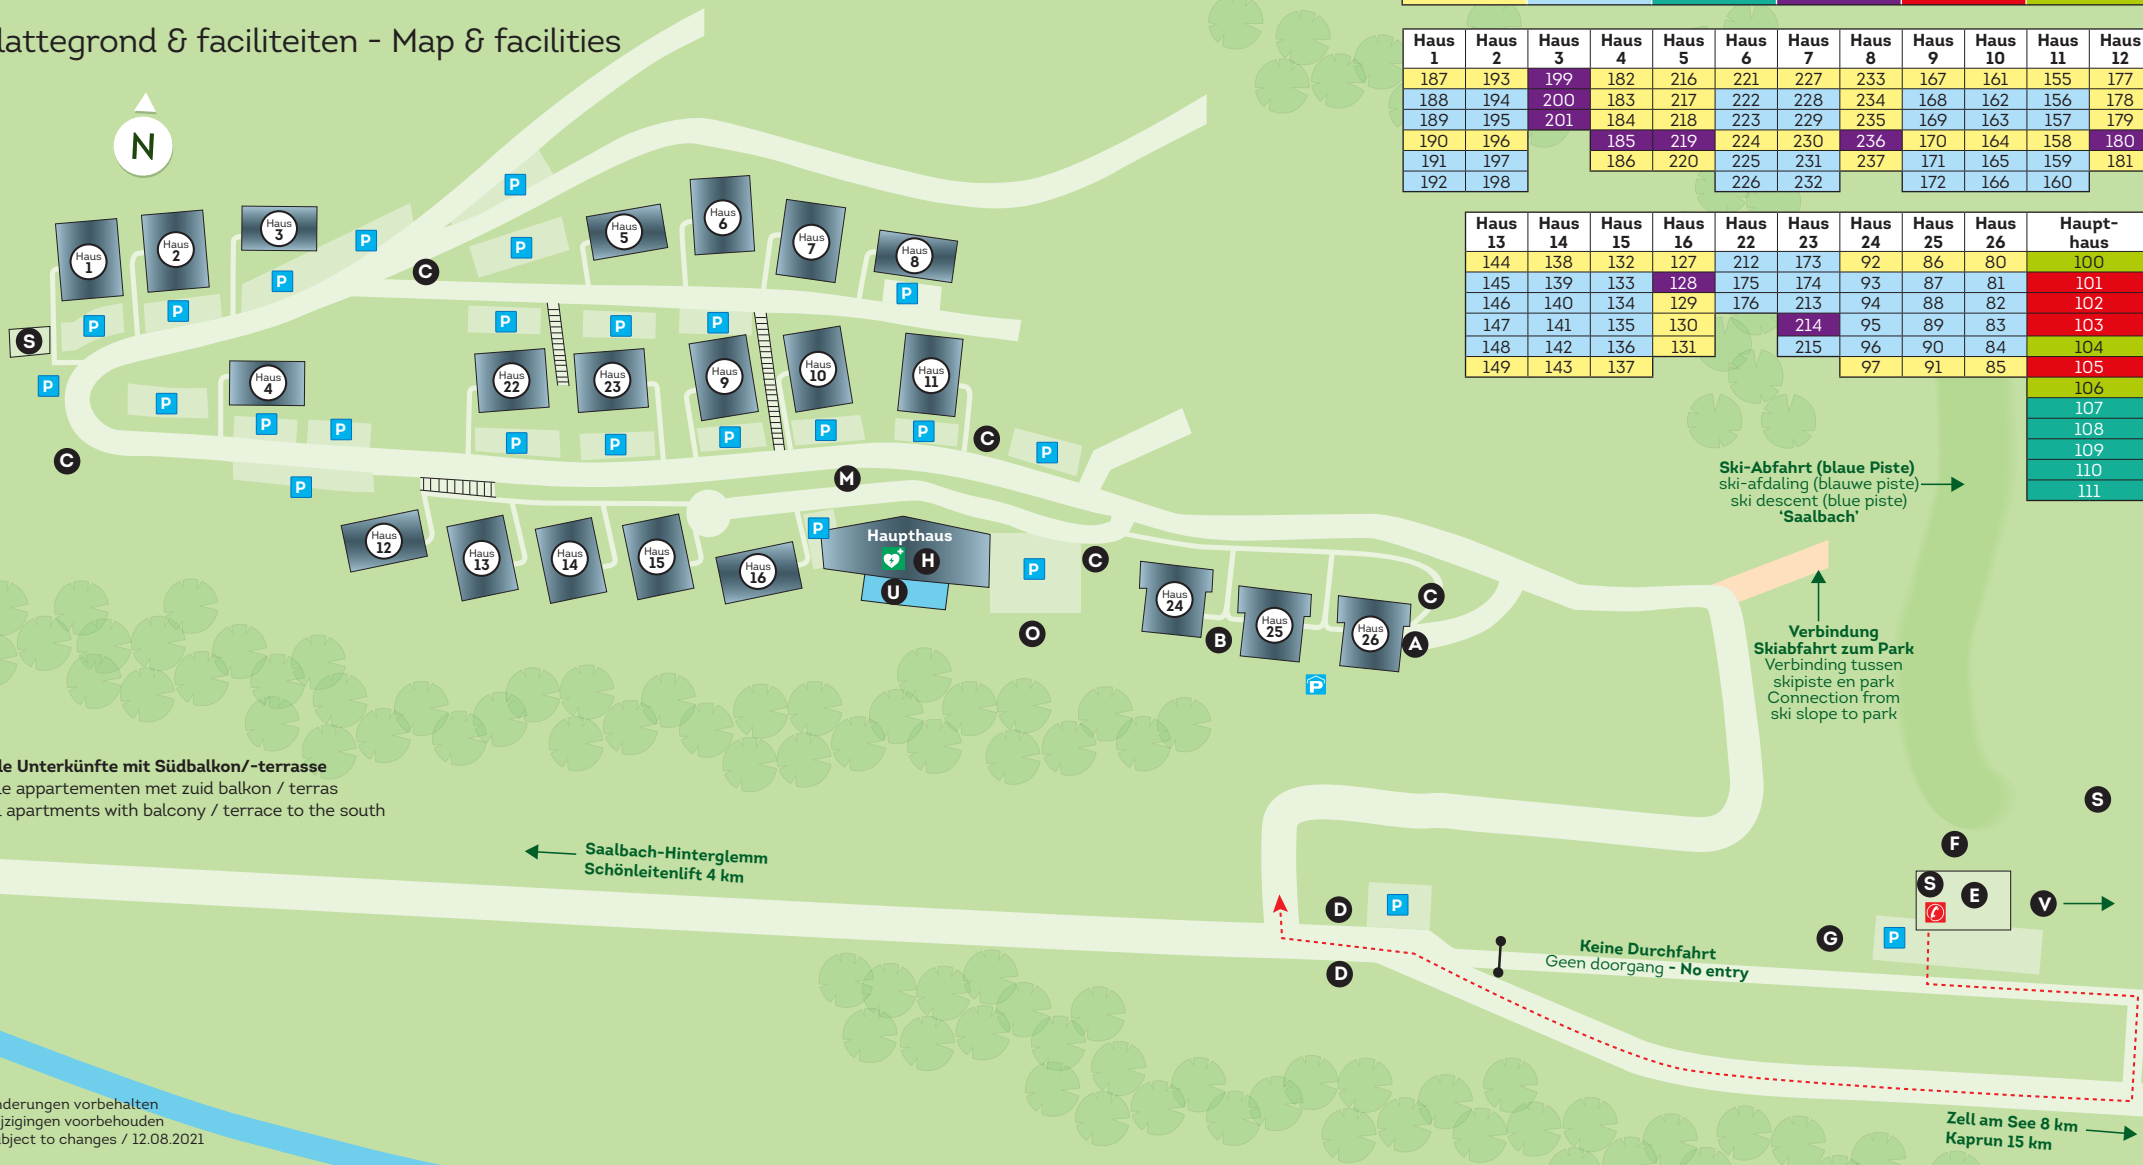 lattegrond & faciliteiten - Map & facilities
N
Haus 1 Haus 2 Haus 3 Haus 4 Haus 5 Haus 6 Haus 7 Haus 8 Haus 9 Haus 10 Haus 11 Haus 12
187 193 199 182 216 221 227 233 167 161 155 177
188 194 200 183 217 222 228 234 168 162 156 178
189 195 201 184 218 223 229 235 169 163 157 179
190 196 185 219 224 230 236 170 164 158 180
191 197 186 220 225 231 237 171 165 159 181
192 198 226 232 172 166 160
Haus 13 Haus 14 Haus 15 Haus 16 Haus 22 Haus 23 Haus 24 Haus 25 Haus 26 Haupt-
haus
144 138 132 127 212 173 92 86 80 100
145 139 133 128 175 174 93 87 81 101
146 140 134 129 176 213 94 88 82 102
147 141 135 130 214 95 89 83 103
148 142 136 131 215 96 90 84 104
149 143 137 97 91 85 105
106
107
108
109
110
111
P
P
P
P
P
P
Haus 1
Haus 2
Haus 3
C
Haus 5
Haus 6
Haus 7
Haus 8
P
P
S
P
P
P
P
P
Haus 4
P
P
P
Haus 22
Haus 23
Haus 9
Haus 10
Haus 11
P
P
P
P
P
C
P
C
P
M
Haus 12
Haus 13
Haus 14
Haus 15
Haus 16
P
Haupthaus
H
U
P
C
O
Haus 24
B
Haus 25
Haus 26
A
C
P
Ski-Abfahrt (blaue Piste)
ski-afdaling (blauwe piste)
ski descent (blue piste)
‘Saalbach’
Verbindung
Skiabfahrt zum Park
Verbinding tussen
skipiste en park
Connection from
ski slope to park
le Unterkünfte mit Südbalkon/-terrasse
le appartementen met zuid balkon / terras
l apartments with balcony / terrace to the south
Saalbach-Hinterglemm
Schönleitenlift 4 km
S
F
S
E
V
G
P
D
P
D
Keine Durchfahrt
Geen doorgang - No entry
nderungen vorbehalten
ijzigingen voorbehouden
bject to changes / 12.08.2021
Zell am See 8 km
Kaprun 15 km